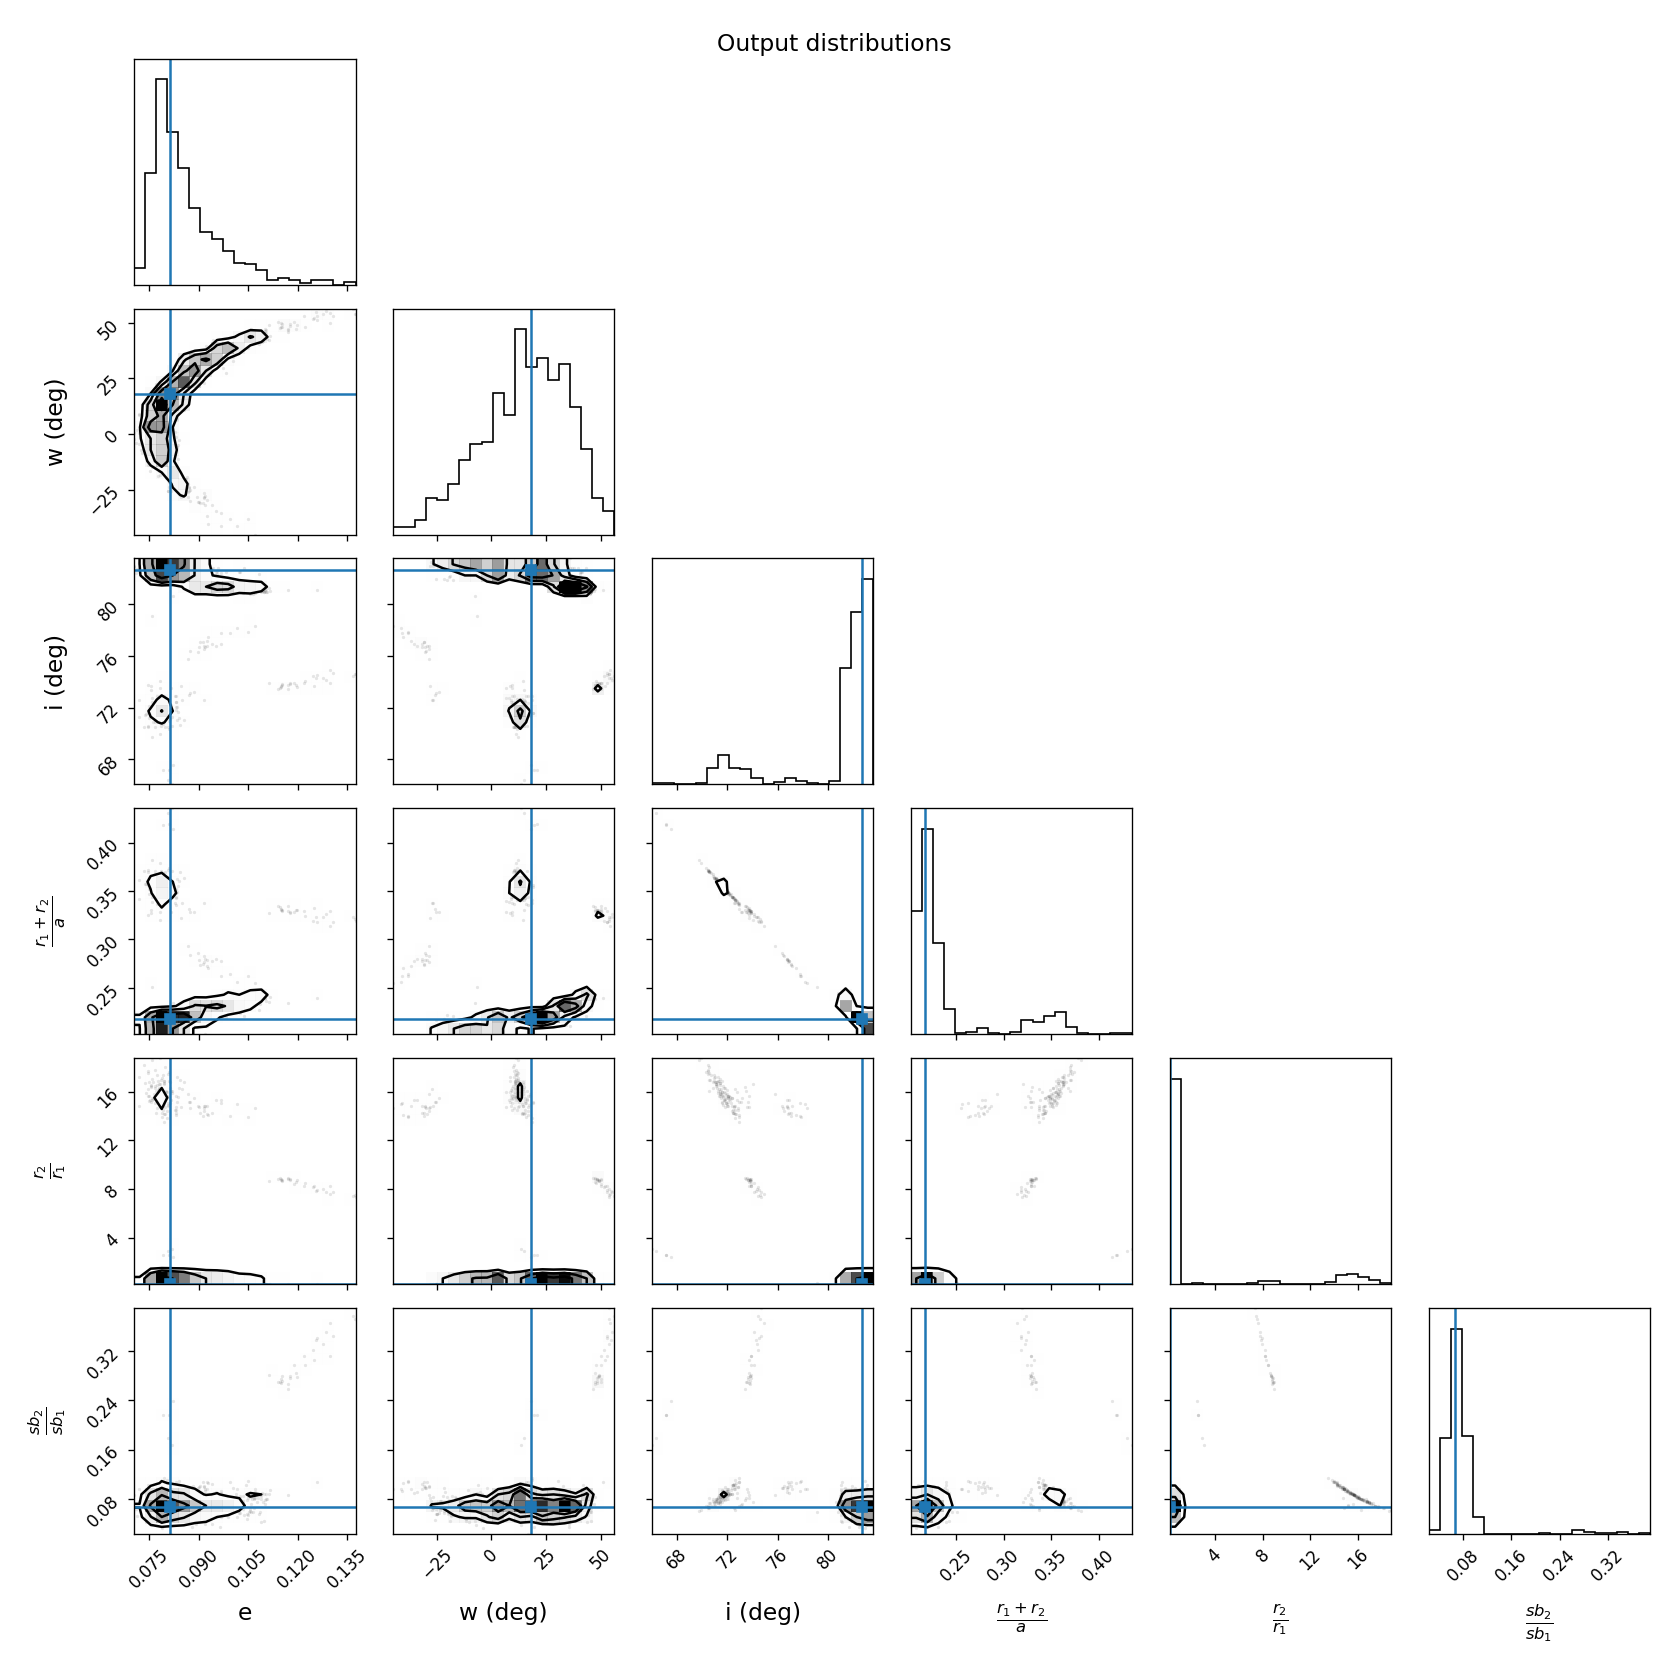 Output distributions
w (deg)
50
25
0
−25
i (deg)
80
76
72
68
r1 + r2
a
0.40
0.35
0.30
0.25
r2
r1
16
12
8
4
sb2
sb1
0.32
0.24
0.16
0.08
0.075 0.090 0.105 0.120 0.135
−25 0 25 50
68 72 76 80
0.25 0.30 0.35 0.40
4 8 12 16
0.08 0.16 0.24 0.32
e
w (deg)
i (deg)
r1 + r2
a
r2
r1
sb2
sb1